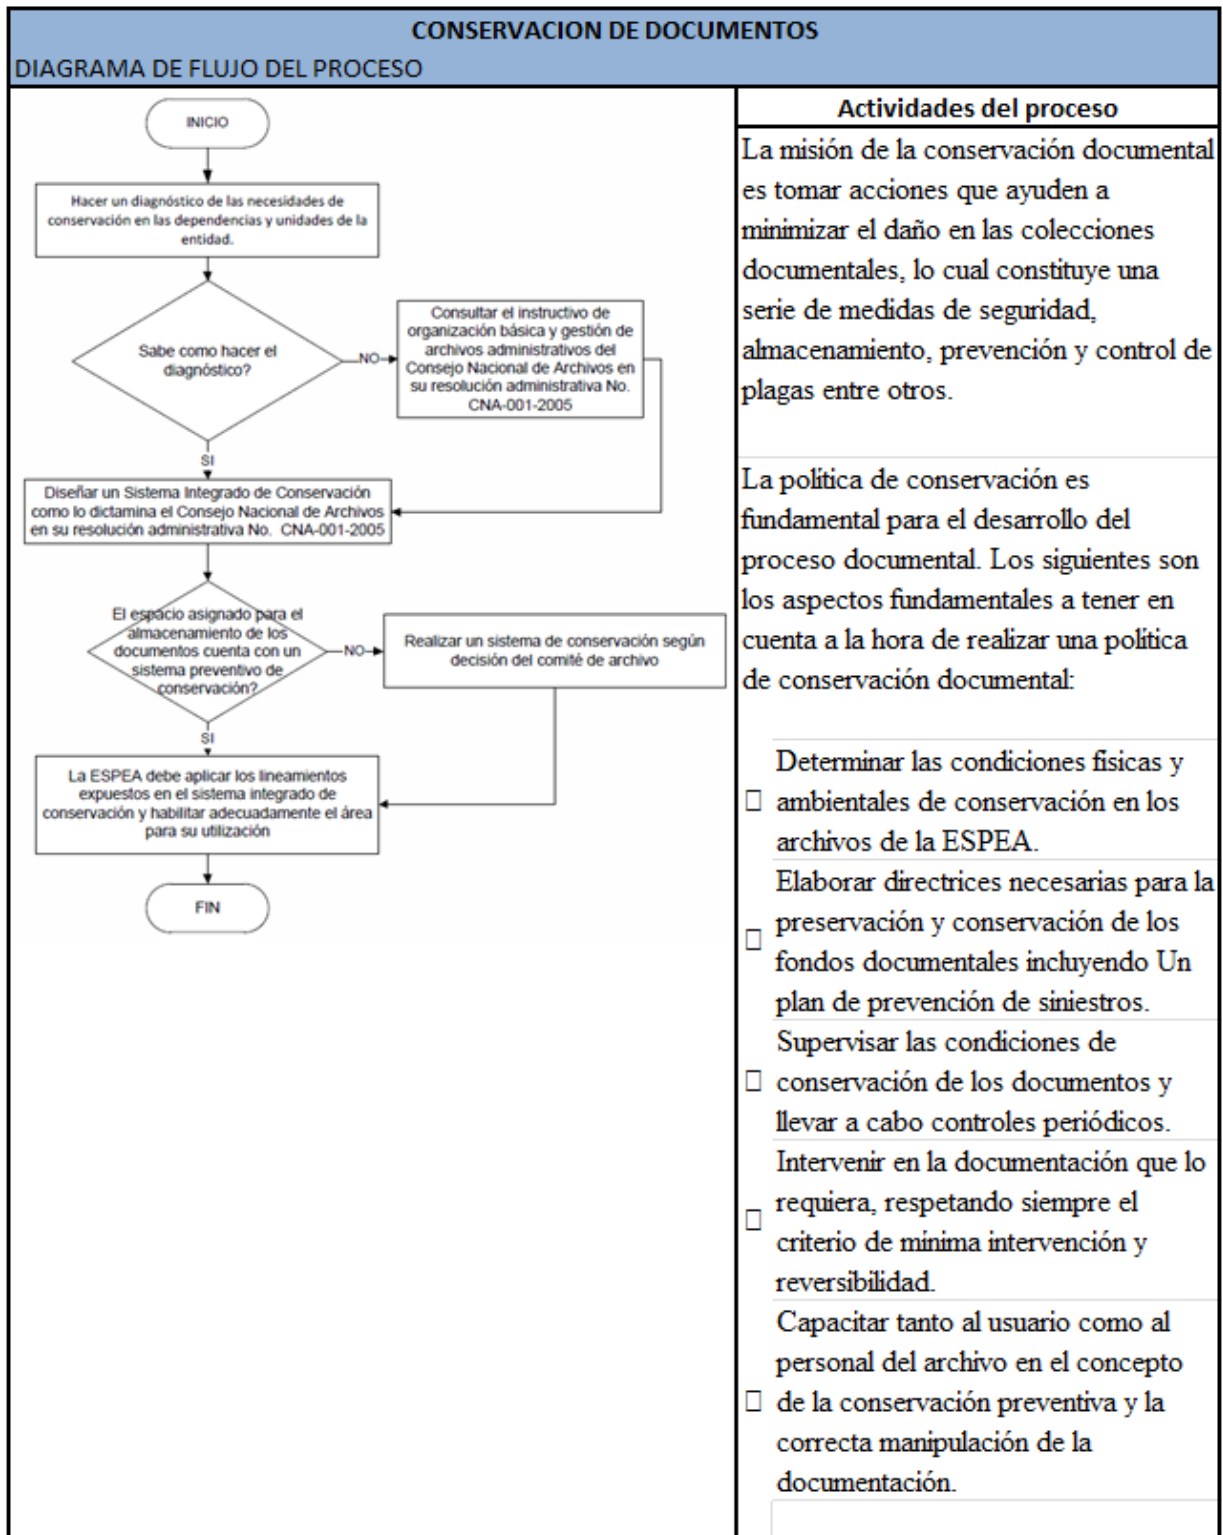 CONSERVACION DE DOCUMENTOS
DIAGRAMA DE FLUJO DEL PROCESO
INICIO
Hacer un diagnóstico de las necesidades de
conservación en las dependencias y unidades de la
entidad.
Sabe como hacer el
diagnóstico?
NO
Consultar el instructivo de
organización básica y gestión de
archivos administrativos del
Consejo Nacional de Archivos en
su resolución administrativa No.
CNA-001-2005
SI
Diseñar un Sistema Integrado de Conservación
como lo dictamina el Consejo Nacional de Archivos
en su resolución administrativa No. CNA-001-2005
El espacio asignado para el
almacenamiento de los
documentos cuenta con un
sistema preventivo de
conservación?
NO
Realizar un sistema de conservación según
decisión del comité de archivo
SI
La ESPEA debe aplicar los lineamientos
expuestos en el sistema integrado de
conservación y habilitar adecuadamente el área
para su utilización
FIN
Actividades del proceso
La misión de la conservación documental
es tomar acciones que ayuden a
minimizar el daño en las colecciones
documentales, lo cual constituye una
serie de medidas de seguridad,
almacenamiento, prevención y control de
plagas entre otros.
La política de conservación es
fundamental para el desarrollo del
proceso documental. Los siguientes son
los aspectos fundamentales a tener en
cuenta a la hora de realizar una política
de conservación documental:
Determinar las condiciones físicas y
ambientales de conservación en los
archivos de la ESPEA.
Elaborar directrices necesarias para la
preservación y conservación de los
fondos documentales incluyendo Un
plan de prevención de siniestros.
Supervisar las condiciones de
conservación de los documentos y
llevar a cabo controles periódicos.
Intervenir en la documentación que lo
requiera, respetando siempre el
criterio de mínima intervención y
reversibilidad.
Capacitar tanto al usuario como al
personal del archivo en el concepto
de la conservación preventiva y la
correcta manipulación de la
documentación.